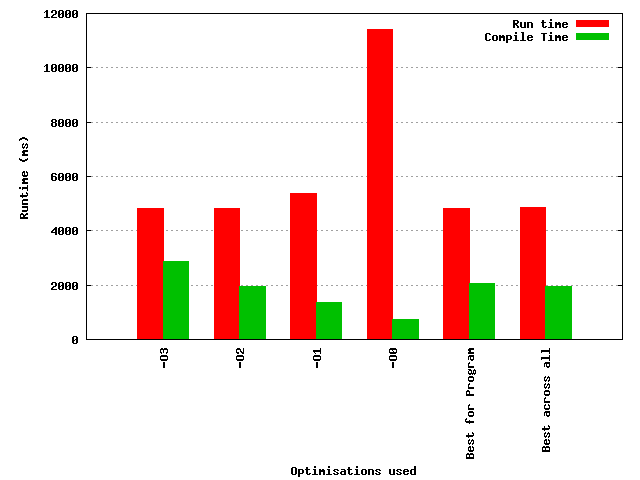 12000
10000
8000
6000
4000
2000
0
Runtime (ms)
Run time
Compile Time
-O3
-O2
-O1
-O0
Best for Program
Best across all
Optimisations used